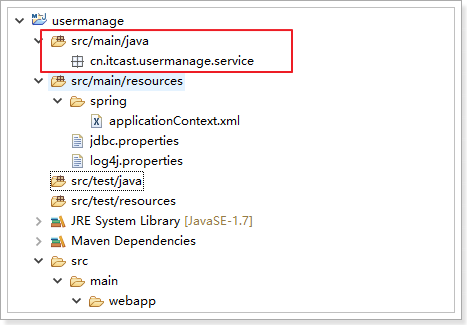 usermanage
src/main/java
cn.itcast.usermanage.service
src/main/resources
spring
applicationContext.xml
jdbc.properties
log4j.properties
src/test/java
src/test/resources
JRE System Library [JavaSE-1.7]
Maven Dependencies
src
main
webapp